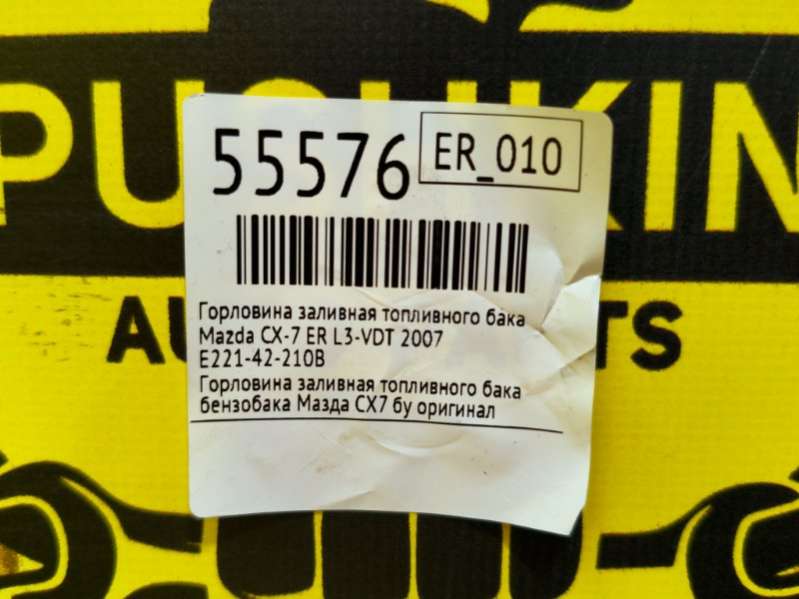 PUSHKIN
55576
ER_010
Горловина заливная топливного бака
Mazda CX-7 ER L3-VDT 2007
E221-42-210B
Горловина заливная топливного бака
бензобака Мазда СХ7 бу оригинал